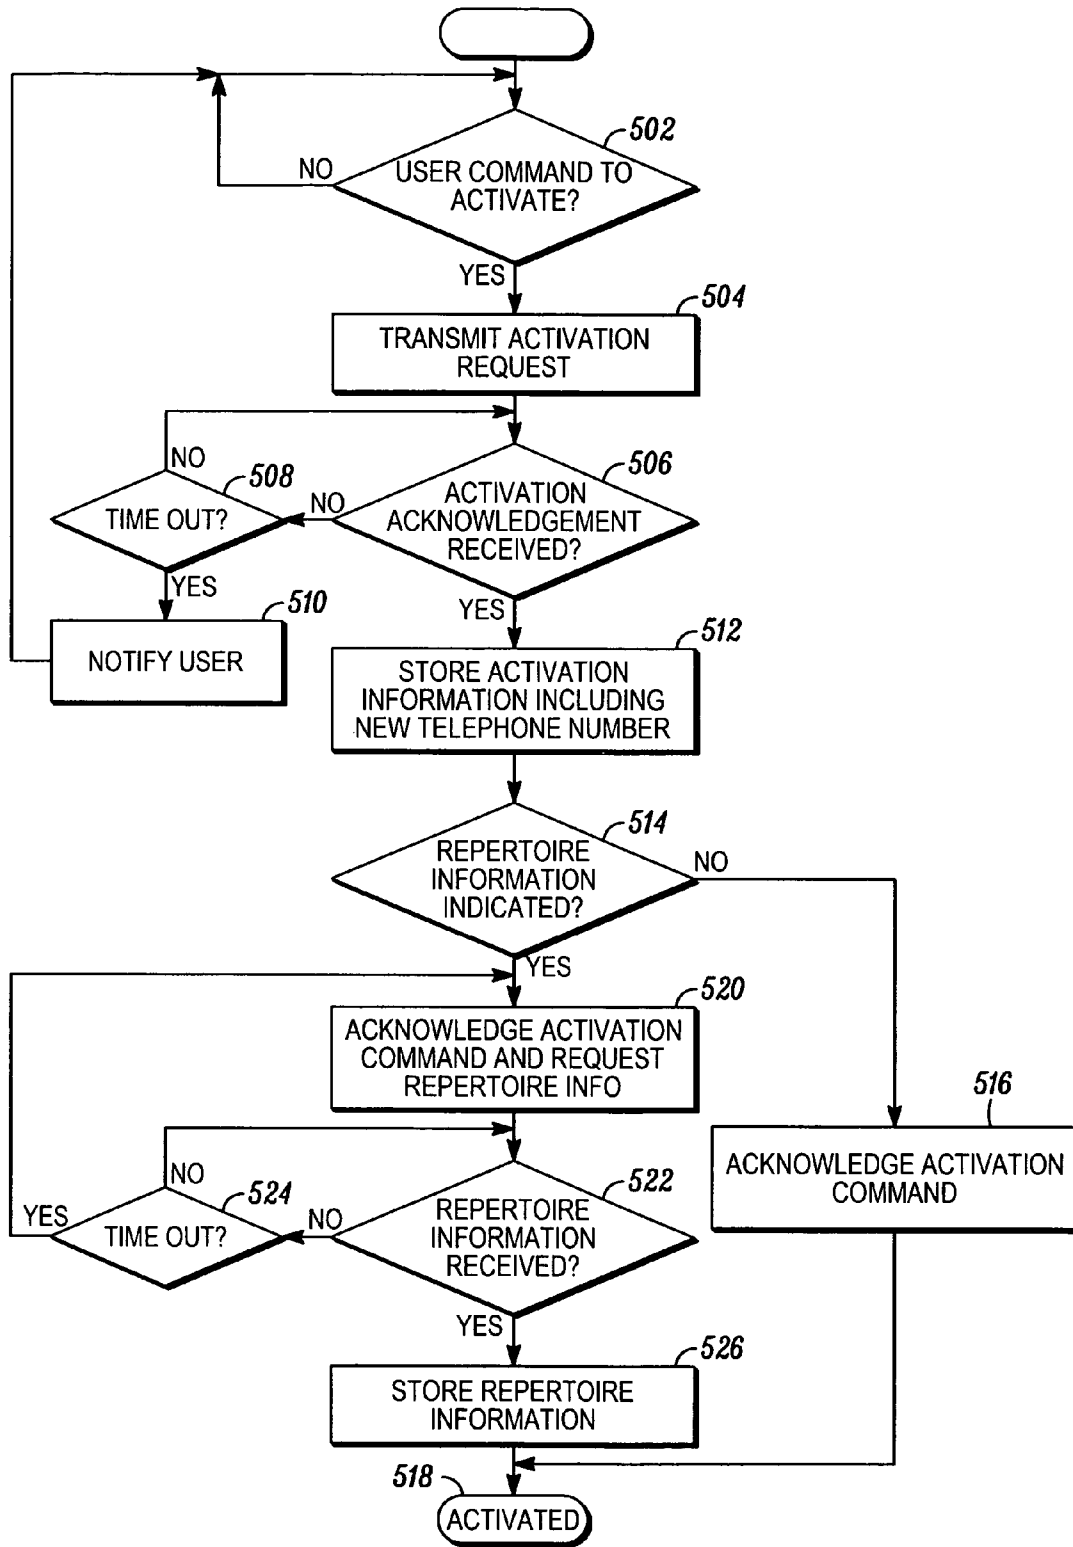 502
USER COMMAND TO
ACTIVATE?
NO
YES
504
TRANSMIT ACTIVATION
REQUEST
506
ACTIVATION
ACKNOWLEDGEMENT
RECEIVED?
NO
508
TIME OUT?
NO
YES
510
NOTIFY USER
YES
512
STORE ACTIVATION
INFORMATION INCLUDING
NEW TELEPHONE NUMBER
514
REPERTOIRE
INFORMATION
INDICATED?
NO
YES
520
ACKNOWLEDGE ACTIVATION
COMMAND AND REQUEST
REPERTOIRE INFO
516
ACKNOWLEDGE ACTIVATION
COMMAND
522
REPERTOIRE
INFORMATION
RECEIVED?
NO
524
TIME OUT?
NO
YES
YES
526
STORE REPERTOIRE
INFORMATION
518
ACTIVATED